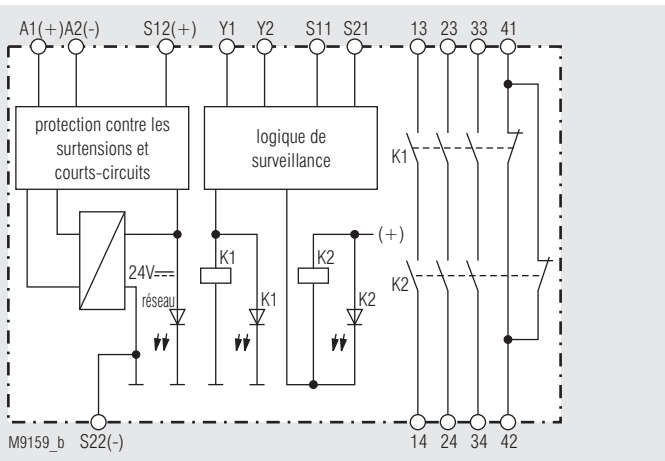 A1(+)A2(-) S12(+) Y1 Y2 S11 S21 13 23 33 41
protection contre les
surtensions et
courts-circuits
logique de
surveillance
K1
(+)
K1 K2
24V
réseau K1 K2
K2
M9159_b S22(-) 14 24 34 42